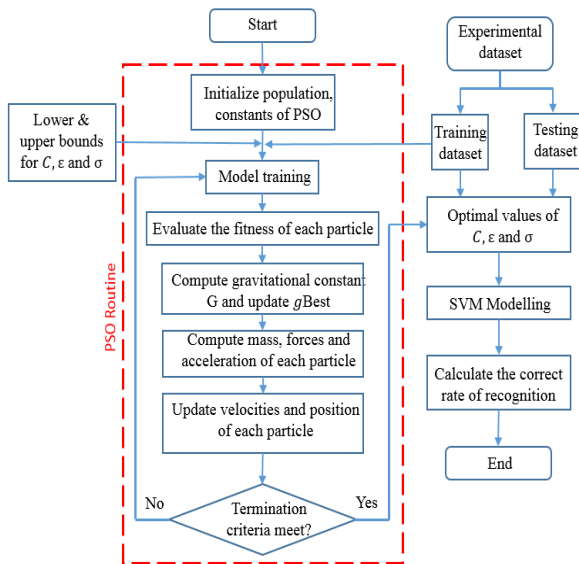 Start
Experimental
dataset
Initialize population,
constants of PSO
Lower &
upper bounds
for C, ε and σ
Training
dataset
Testing
dataset
Model training
Evaluate the fitness of each particle
Optimal values of
C, ε and σ
Compute gravitational constant
G and update gBest
SVM Modelling
Compute mass, forces and
acceleration of each particle
Calculate the correct
rate of recognition
Update velocities and position
of each particle
End
No
Yes
Termination
criteria meet?
PSO Routine